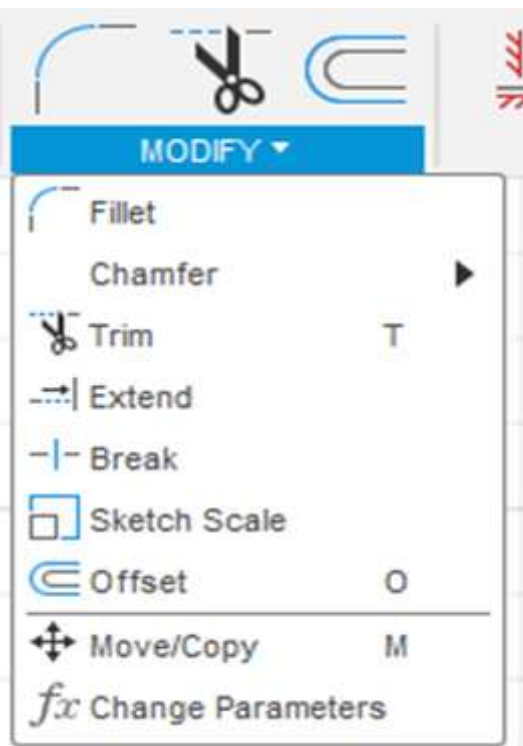 MODIFY
Fillet
Chamfer
Trim T
Extend
Break
Sketch Scale
Offset O
Move/Copy M
fx Change Parameters